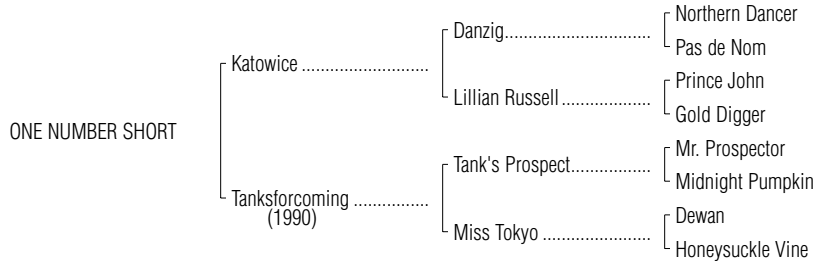 Northern Dancer
Danzig..............................
Pas de Nom
Katowice ..........................
Prince John
Lillian Russell..................
Gold Digger
ONE NUMBER SHORT
Mr. Prospector
Tank's Prospect................
Midnight Pumpkin
Tanksforcoming ...............
(1990)
Dewan
Miss Tokyo ......................
Honeysuckle Vine